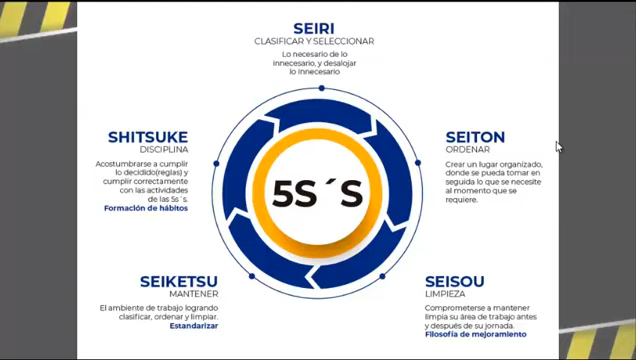 SEIRI
CLASIFICAR Y SELECCIONAR
Lo necesario de lo
innecesario, y desalojar
lo Innecesario
SHITSUKE
DISCIPLINA
Acostumbrarse a cumplir
lo decidido(reglas) y
cumplir correctamente
con las actividades
de las 5s´s.
Formación de hábitos
SEITON
ORDENAR
Crear un lugar organizado,
donde se pueda tomar en
seguida lo que se necesite
al momento que se
requiere.
5S´S
SEIKETSU
MANTENER
El ambiente de trabajo logrando
clasificar, ordenar y limpiar.
Estandarizar
SEISOU
LIMPIEZA
Comprometerse a mantener
limpia su área de trabajo antes
y después de su jornada.
Filosofía de mejoramiento